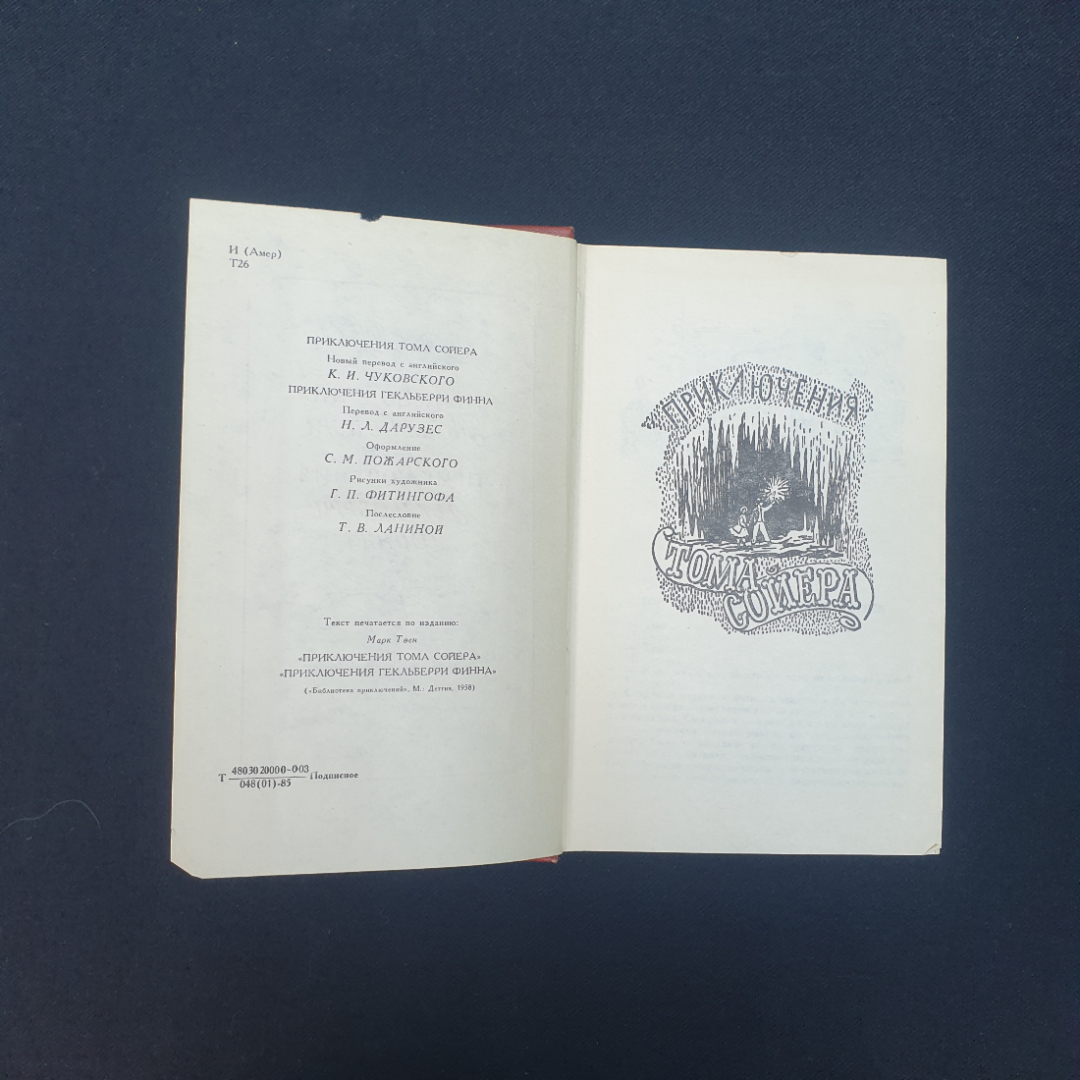 И (Амер)
Т26
ПРИКЛЮЧЕНИЯ ТОМА СОЙЕРА
Новый перевод с английского
К. И. ЧУКОВСКОГО
ПРИКЛЮЧЕНИЯ ГЕКЛЬБЕРРИ ФИННА
Перевод с английского
Н. Л. ДАРУЗЕС
Оформление
С. М. ПОЖАРСКОГО
Рисунки художника
Г. П. ФИТИНГОФА
Послесловие
Т. В. ЛАНИНОЙ
Текст печатается по изданию:
Марк Твен
«ПРИКЛЮЧЕНИЯ ТОМА СОЙЕРА»
«ПРИКЛЮЧЕНИЯ ГЕКЛЬБЕРРИ ФИННА»
(«Библиотека приключений», М.: Детгиз, 1958)
Т 4803020000-003 Подписное
048(01)-85
ПРИКЛЮЧЕНИЯ
ТОМА
СОЙЕРА